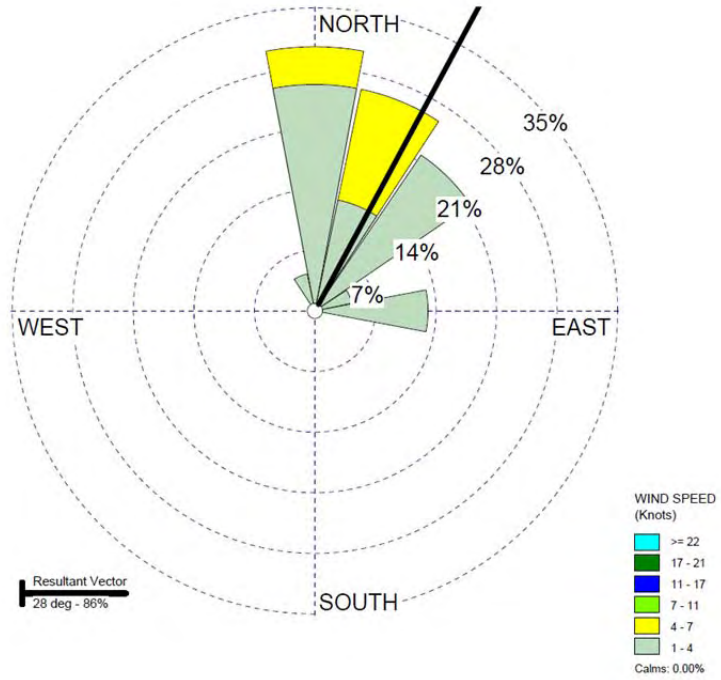 NORTH
35%
28%
21%
14%
7%
WEST
EAST
SOUTH
WIND SPEED
(Knots)
>= 22
17 - 21
11 - 17
7 - 11
4 - 7
1 - 4
Calms: 0.00%
Resultant Vector
28 deg - 86%